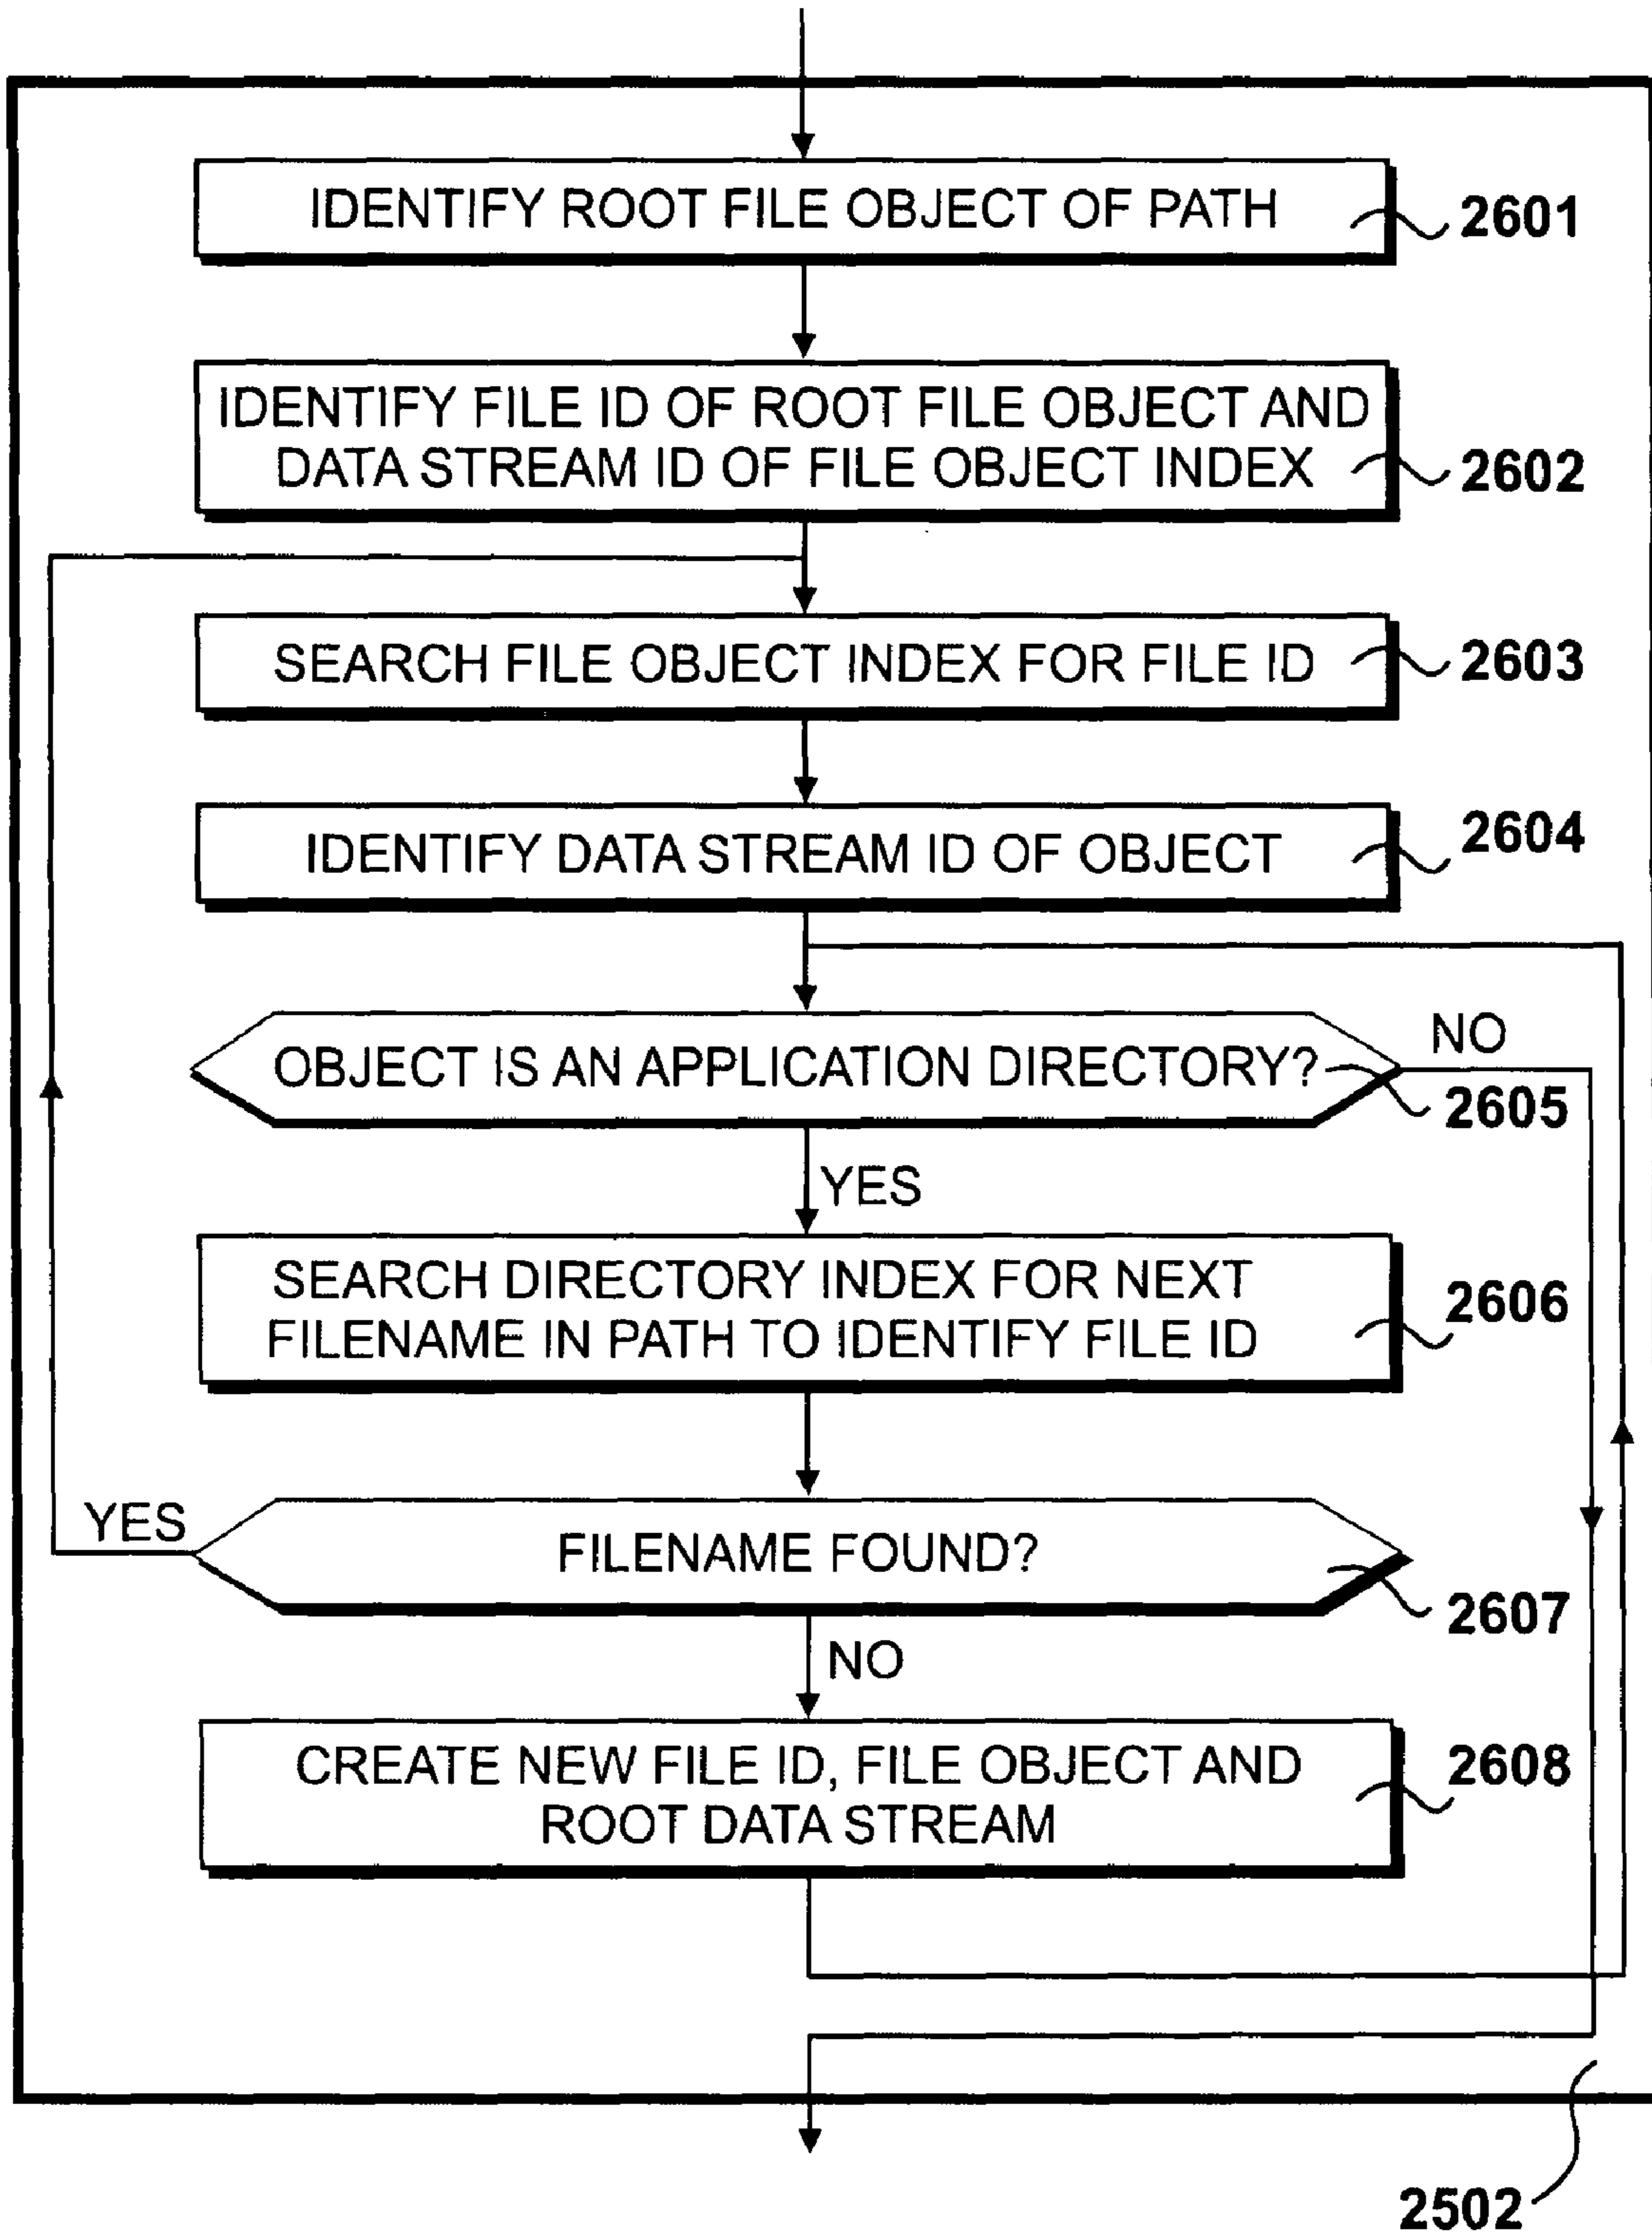 IDENTIFY ROOT FILE OBJECT OF PATH
2601
IDENTIFY FILE ID OF ROOT FILE OBJECT AND
DATA STREAM ID OF FILE OBJECT INDEX
2602
SEARCH FILE OBJECT INDEX FOR FILE ID
2603
IDENTIFY DATA STREAM ID OF OBJECT
2604
OBJECT IS AN APPLICATION DIRECTORY?
NO
2605
YES
SEARCH DIRECTORY INDEX FOR NEXT
FILENAME IN PATH TO IDENTIFY FILE ID
2606
YES
FILENAME FOUND?
2607
NO
CREATE NEW FILE ID, FILE OBJECT AND
ROOT DATA STREAM
2608
2502